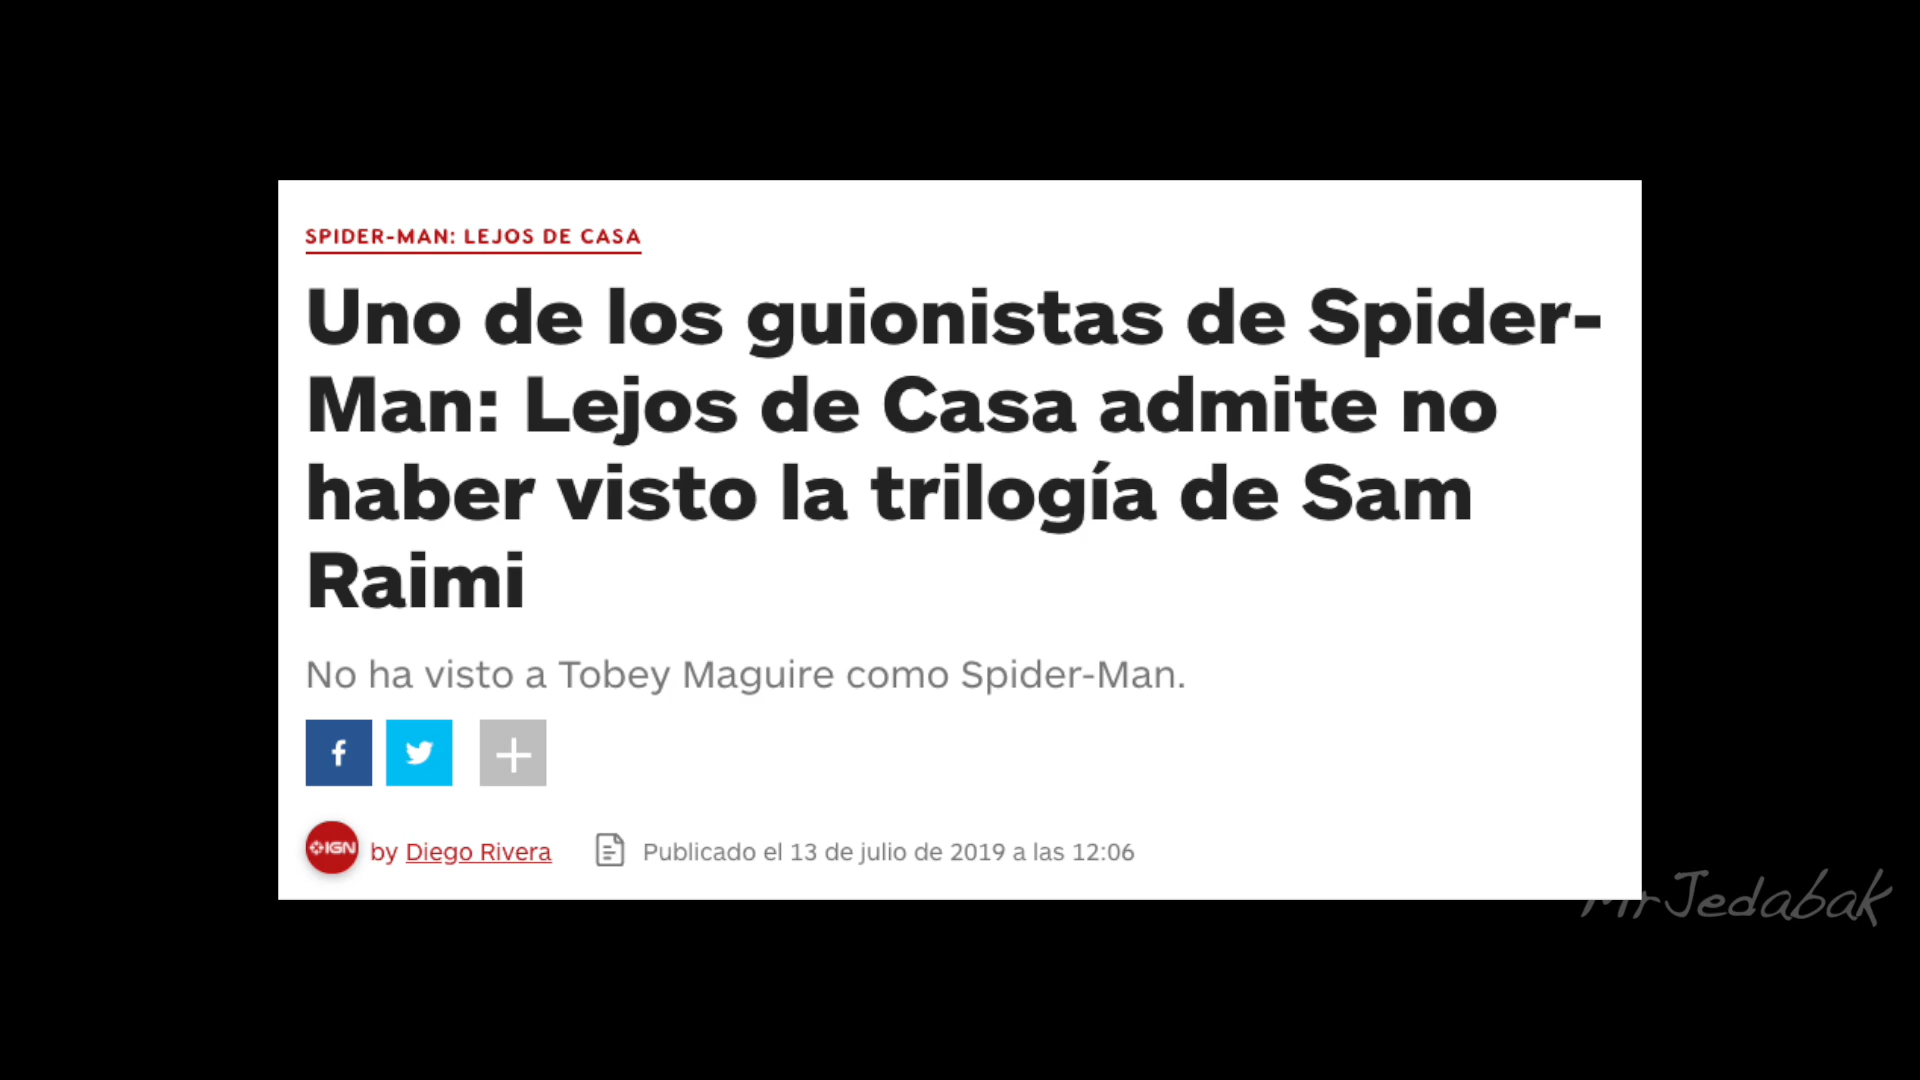 SPIDER-MAN: LEJOS DE CASA
Uno de los guionistas de Spider-
Man: Lejos de Casa admite no
haber visto la trilogía de Sam
Raimi
No ha visto a Tobey Maguire como Spider-Man.
f
IGN by Diego Rivera Publicado el 13 de julio de 2019 a las 12:06
MrJedabak